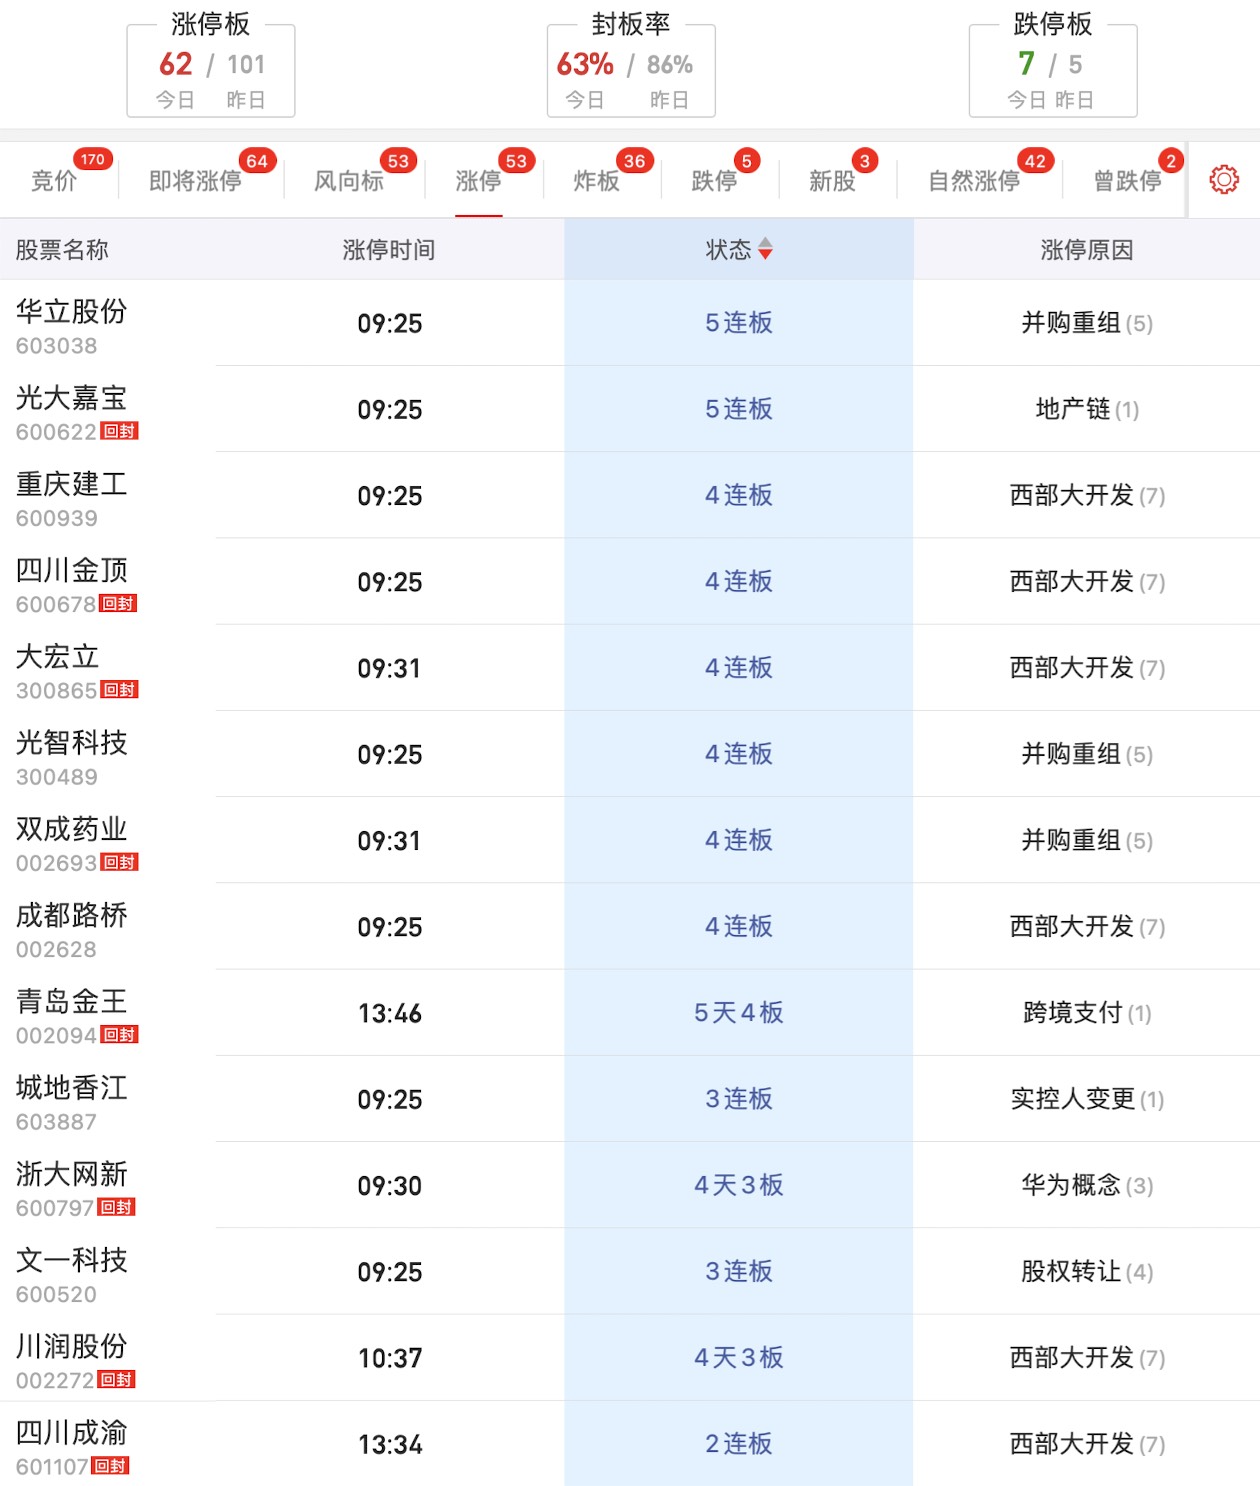 涨停板 封板率 跌停板
62 / 101 63% / 86% 7 / 5
今日 昨日 今日 昨日 今日 昨日
170 64 53 53 36 5 3 42 2
竞价 即将涨停 风向标 涨停 炸板 跌停 新股 自然涨停 曾跌停
股票名称 涨停时间 状态 涨停原因
华立股份 09:25 5连板 并购重组(5)
603038
光大嘉宝 09:25 5连板 地产链(1)
600622 回封
重庆建工 09:25 4连板 西部大开发(7)
600939
四川金顶 09:25 4连板 西部大开发(7)
600678 回封
大宏立 09:31 4连板 西部大开发(7)
300865 回封
光智科技 09:25 4连板 并购重组(5)
300489
双成药业 09:31 4连板 并购重组(5)
002693 回封
成都路桥 09:25 4连板 西部大开发(7)
002628
青岛金王 13:46 5天4板 跨境支付(1)
002094 回封
城地香江 09:25 3连板 实控人变更(1)
603887
浙大网新 09:30 4天3板 华为概念(3)
600797 回封
文一科技 09:25 3连板 股权转让(4)
600520
川润股份 10:37 4天3板 西部大开发(7)
002272 回封
四川成渝 13:34 2连板 西部大开发(7)
601107 回封